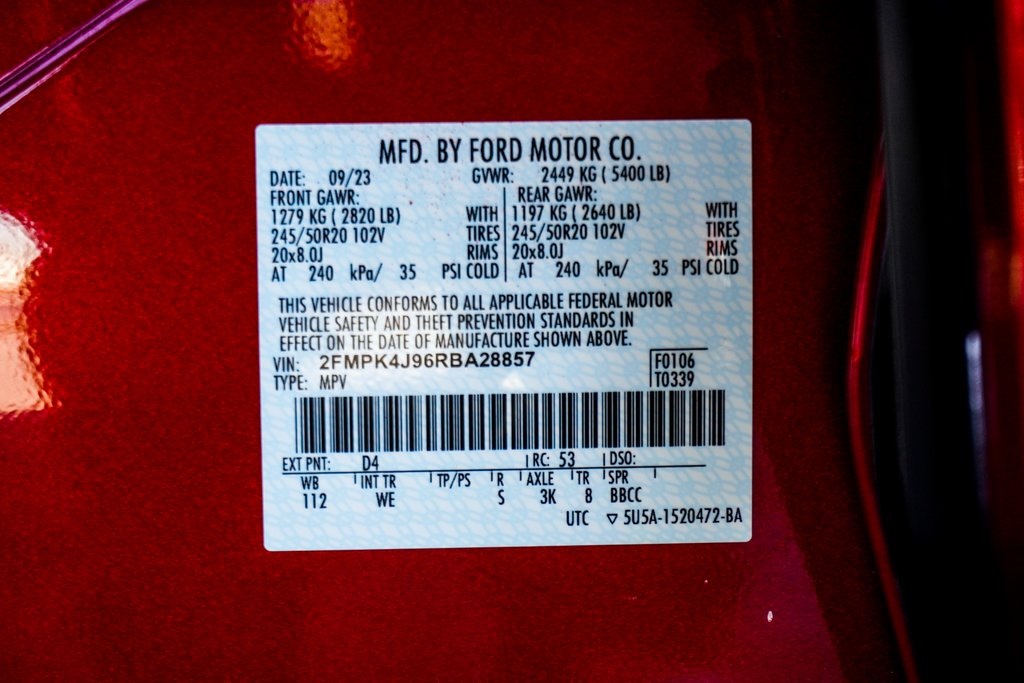 MFD. BY FORD MOTOR CO.
DATE: 09/23 GVWR: 2449 KG ( 5400 LB)
FRONT GAWR: REAR GAWR:
1279 KG ( 2820 LB) WITH 1197 KG ( 2640 LB) WITH
245/50R20 102V TIRES 245/50R20 102V TIRES
20x8.0J RIMS 20x8.0J RIMS
AT 240 kPa/ 35 PSI COLD AT 240 kPa/ 35 PSI COLD
THIS VEHICLE CONFORMS TO ALL APPLICABLE FEDERAL MOTOR
VEHICLE SAFETY AND THEFT PREVENTION STANDARDS IN
EFFECT ON THE DATE OF MANUFACTURE SHOWN ABOVE.
VIN: 2FMPK4J96RBA28857 F0106
TYPE: MPV T0339
EXT PNT: D4 RC: 53 DSO:
WB INT TR TP/PS R AXLE TR SPR
112 WE S 3K 8 BBCC
UTC ▽ 5U5A-1520472-BA